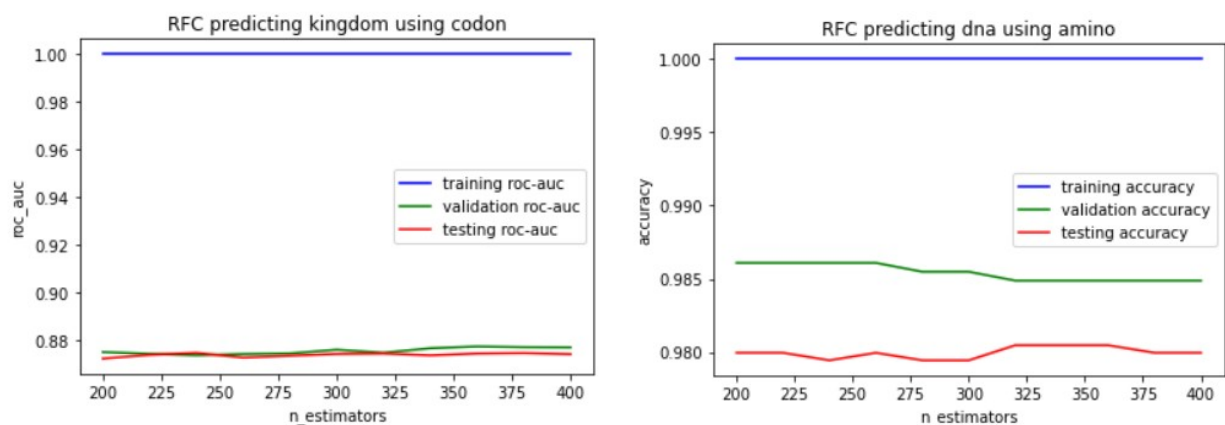 RFC predicting kingdom using codon
1.00
0.98
0.96
0.94
0.92
0.90
0.88
roc_auc
training roc-auc
validation roc-auc
testing roc-auc
200 225 250 275 300 325 350 375 400
n_estimators
RFC predicting dna using amino
1.000
0.995
0.990
0.985
0.980
accuracy
training accuracy
validation accuracy
testing accuracy
200 225 250 275 300 325 350 375 400
n estimators